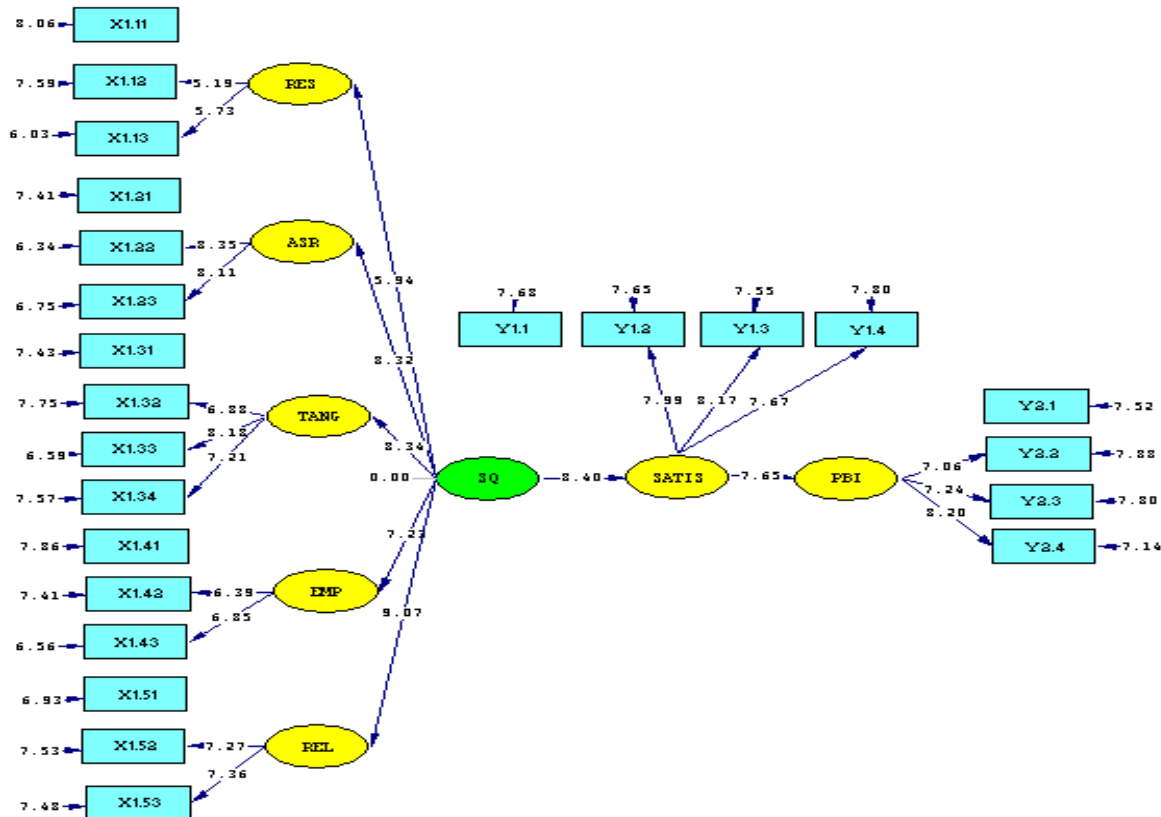 8.06 X1.11
7.59 X1.12 5.19 RES
6.03 X1.13 5.73
7.41 X1.21
6.34 X1.22 8.35 ASR
6.75 X1.23 8.11
7.43 X1.31
7.75 X1.32 6.88 TANG
6.59 X1.33 8.18
7.57 X1.34 7.21
7.86 X1.41
7.41 X1.42 6.39 EMP
6.56 X1.43 6.85
6.93 X1.51
7.53 X1.52 7.27 REL
7.48 X1.53 7.36
5.94
8.32
8.34
7.23
9.07
0.00 SQ 8.40 SATIS 7.65 PBI
7.68 7.65 7.55 7.80
Y1.1 Y1.2 Y1.3 Y1.4
7.99 8.17 7.67
Y2.1 7.52
7.06 Y2.2 7.88
7.24 Y2.3 7.80
8.20 Y2.4 7.14